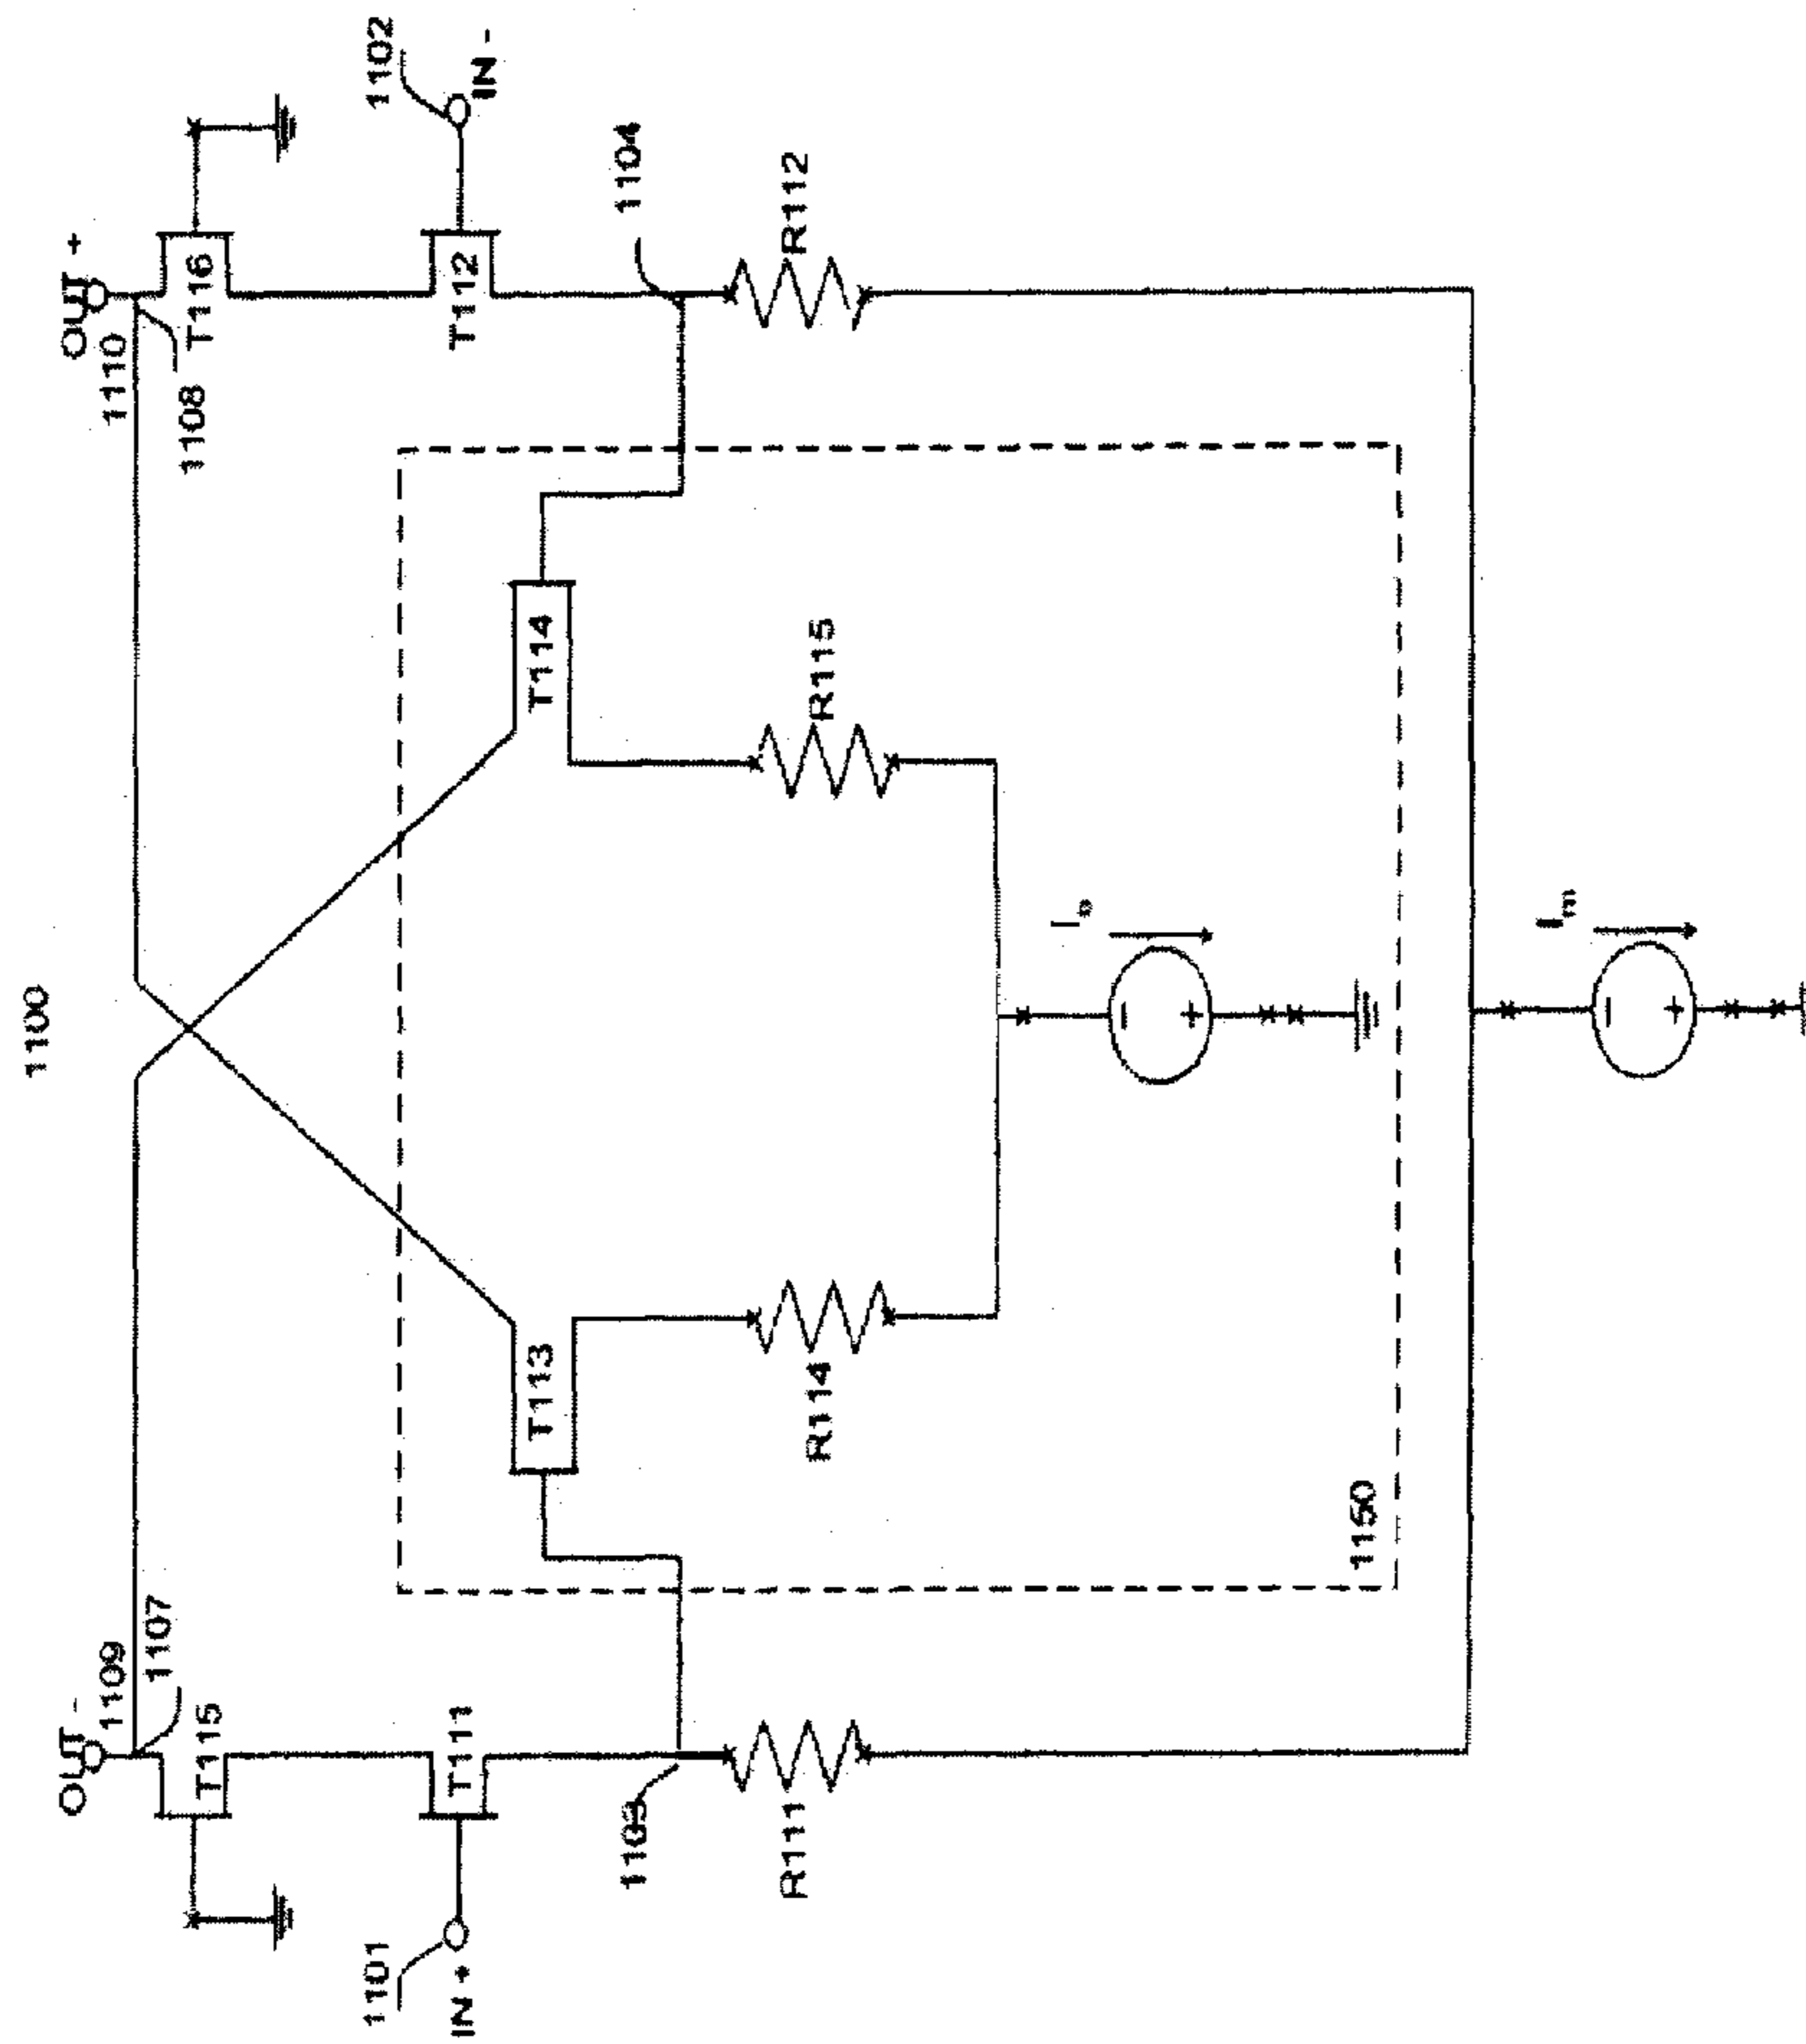 1100
OUT -
1109
1107
T115
OUT +
1110
1108
T116
1101
IN +
T111
1102
IN -
T112
T113
T114
1103
1104
R111
R112
R114
R115
Io
1150
Im